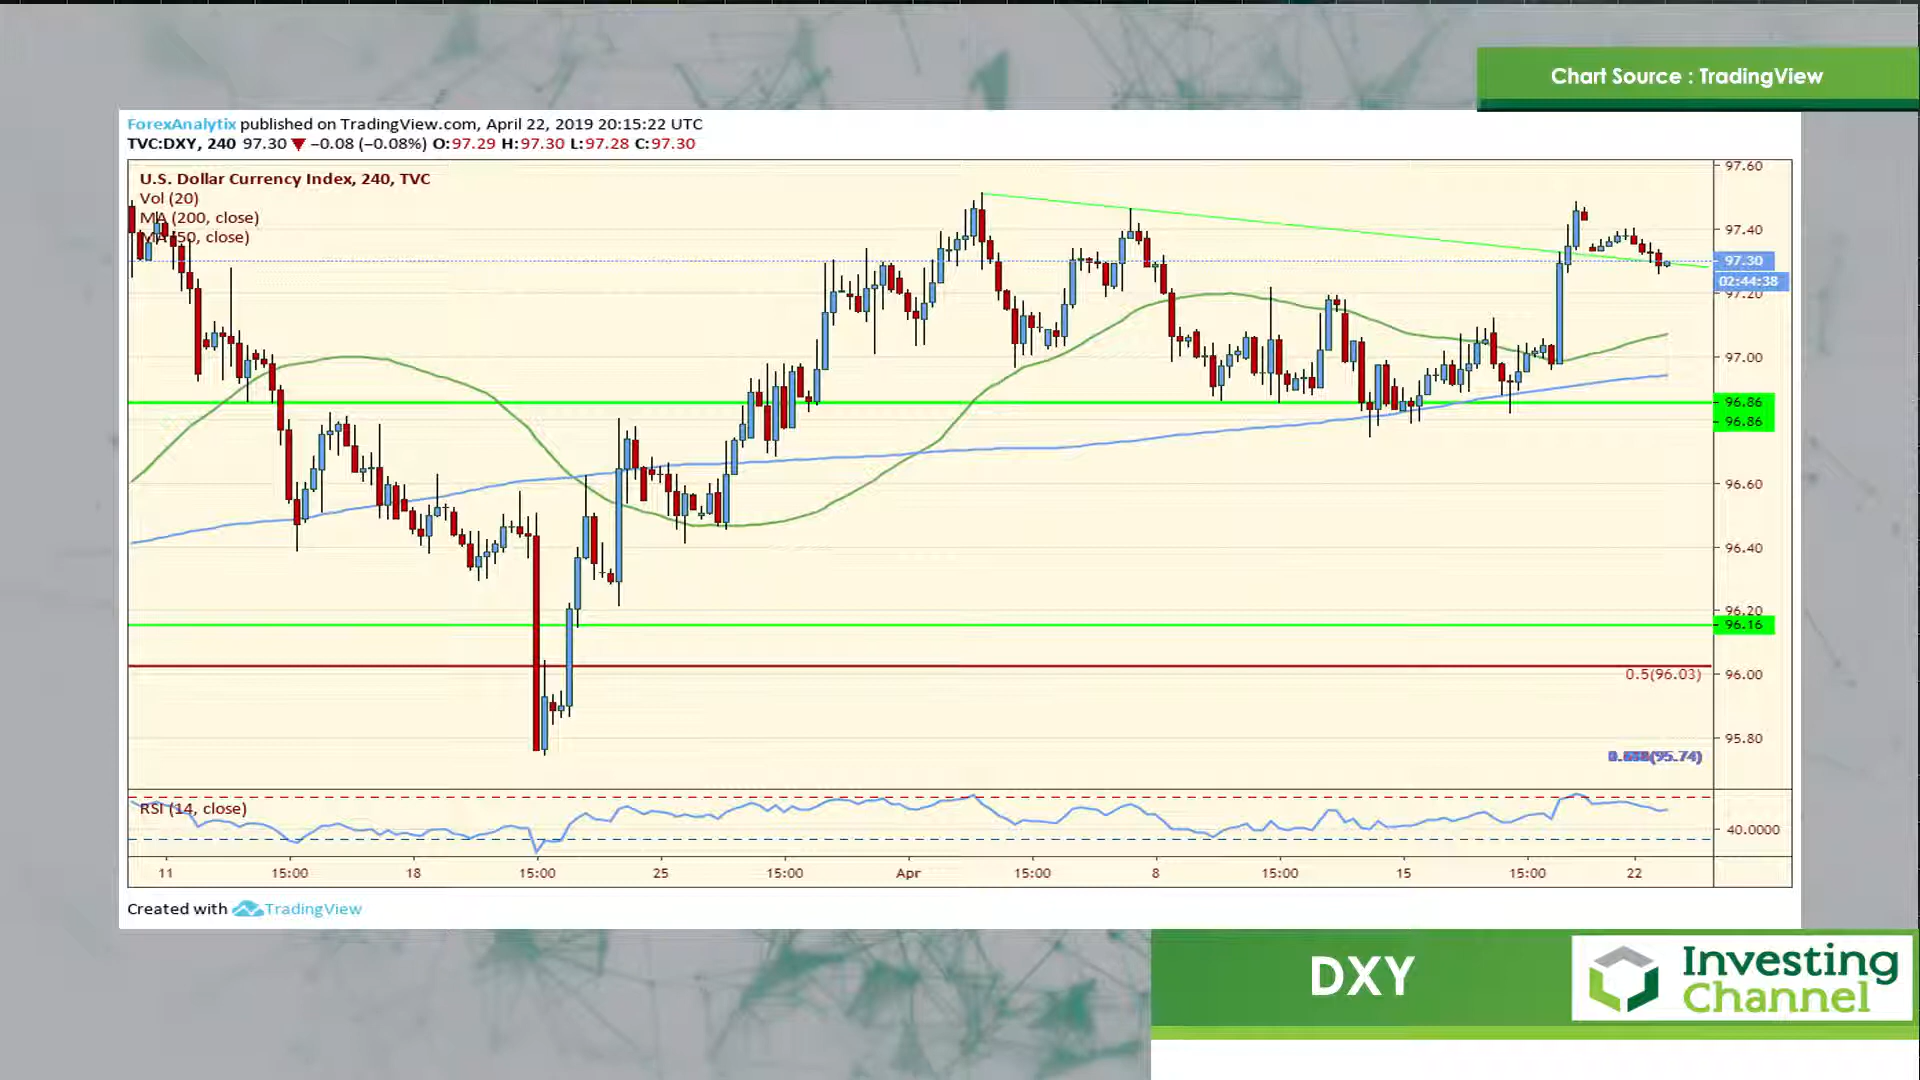 Chart Source : TradingView
ForexAnalytix published on TradingView.com, April 22, 2019 20:15:22 UTC
TVC:DXY, 240 97.30 ▼ −0.08 (−0.08%) O:97.29 H:97.30 L:97.28 C:97.30
U.S. Dollar Currency Index, 240, TVC
Vol (20)
MA (200, close)
MA (50, close)
97.60
97.40
97.30
02:44:38
97.20
97.00
96.86
96.86
96.60
96.40
96.20
96.16
0.5(96.03)
96.00
95.80
(95.74)
RSI (14, close)
40.0000
11 15:00 18 15:00 25 15:00 Apr 15:00 8 15:00 15 15:00 22
Created with TradingView
DXY
Investing
Channel